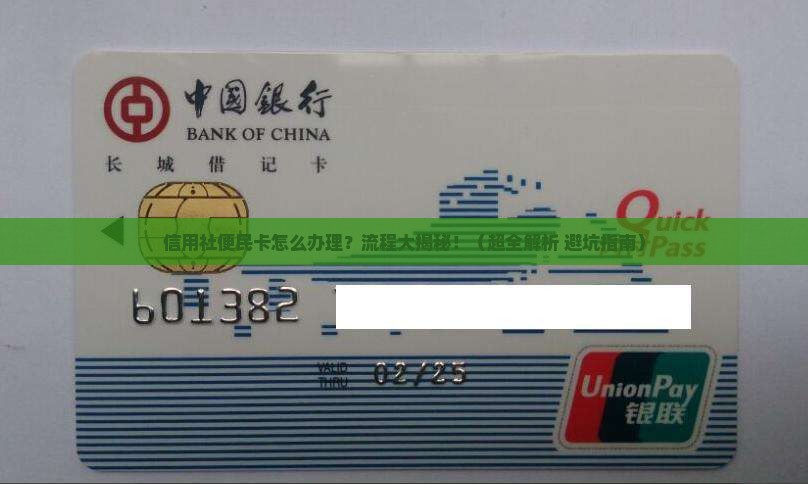 中國銀行
BANK OF CHINA
长城借记卡
Quick
Pass
信用社便民卡怎么办理？流程大揭秘！（超全解析 避坑指南）
601382
VALID
THRU
02/25
UnionPay
银联